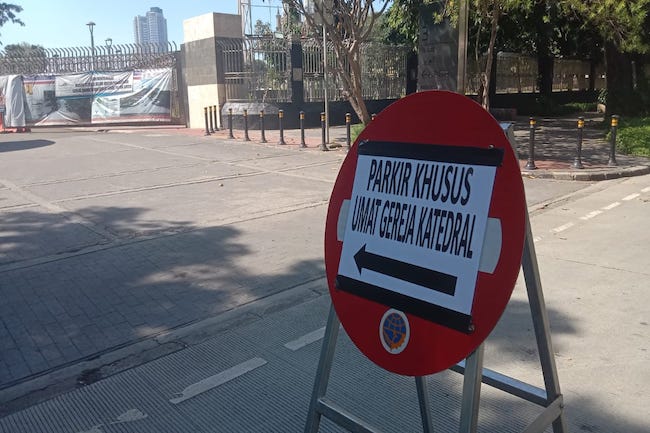 PARKIR KHUSUS
UMAT GEREJA KATEDRAL